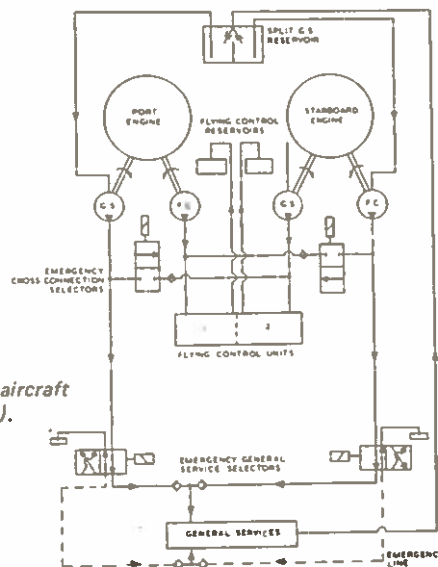 SPLIT G.S
RESERVOIR
PORT
ENGINE
FLYING CONTROL
RESERVOIRS
STARBOARD
ENGINE
G.S
G.S
F.C
EMERGENCY
CROSS CONNECTION
SELECTORS
2
FLYING CONTROL UNITS
aircraft
).
EMERGENCY GENERAL
SERVICE SELECTORS
GENERAL SERVICES
EMERGENCY
LINE